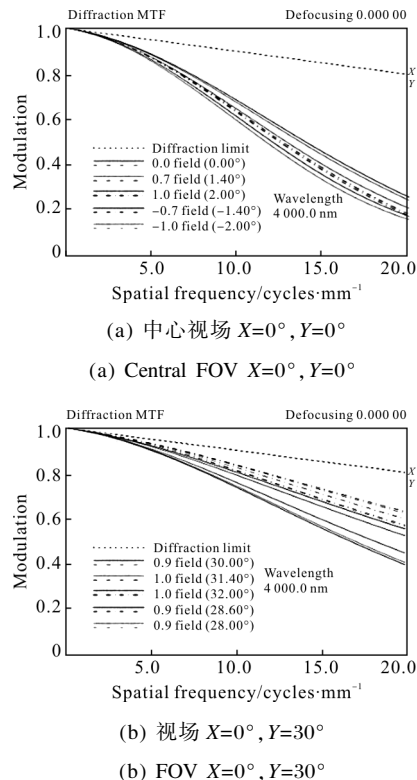 Diffraction MTF Defocusing 0.000 00
1.0
0.8
0.6
0.4
0.2
0
Modulation
X
Y
Diffraction limit
0.0 field (0.00°)
0.7 field (1.40°)
1.0 field (2.00°)
−0.7 field (−1.40°)
−1.0 field (−2.00°)
Wavelength
4 000.0 nm
5.0 10.0 15.0 20.0
Spatial frequency/cycles·mm⁻¹
(a) 中心视场 X=0°,Y=0°
(a) Central FOV X=0°,Y=0°
Diffraction MTF Defocusing 0.000 00
1.0
0.8
0.6
0.4
0.2
0
Modulation
X
Y
Diffraction limit
0.9 field (30.00°)
1.0 field (31.40°)
1.0 field (32.00°)
0.9 field (28.60°)
0.9 field (28.00°)
Wavelength
4 000.0 nm
5.0 10.0 15.0 20.0
Spatial frequency/cycles·mm⁻¹
(b) 视场 X=0°,Y=30°
(b) FOV X=0°,Y=30°